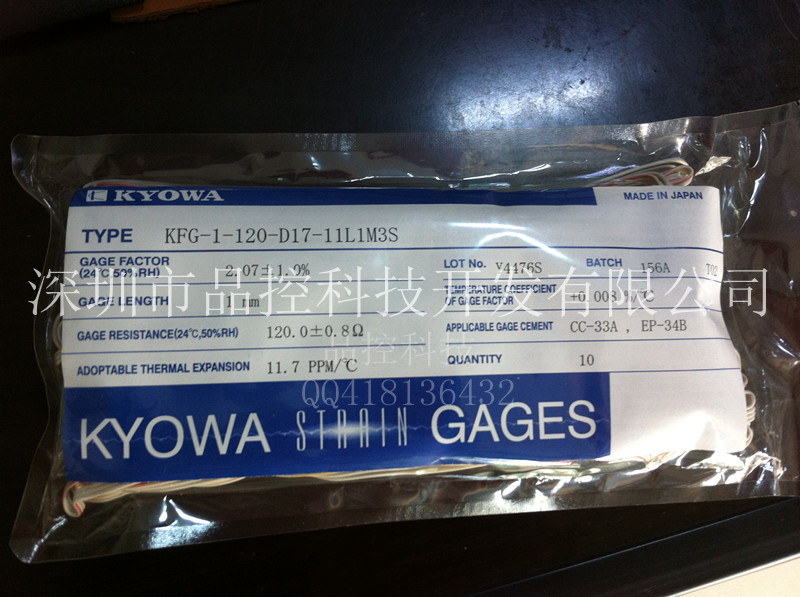 KYOWA
MADE IN JAPAN
TYPE KFG-1-120-D17-11L1M3S
GAGE FACTOR (24℃,50%RH) 2.07±1.0%
LOT No. Y4476S BATCH 156A T02
GAGE LENGTH 1 mm
TEMPERATURE COEFFICIENT OF GAGE FACTOR +0.008%/℃
GAGE RESISTANCE(24℃,50%RH) 120.0±0.8Ω
APPLICABLE GAGE CEMENT CC-33A , EP-34B
ADOPTABLE THERMAL EXPANSION 11.7 PPM/℃
QUANTITY 10
KYOWA STRAIN GAGES
深圳市品控科技开发有限公司
品控科技
QQ418136432